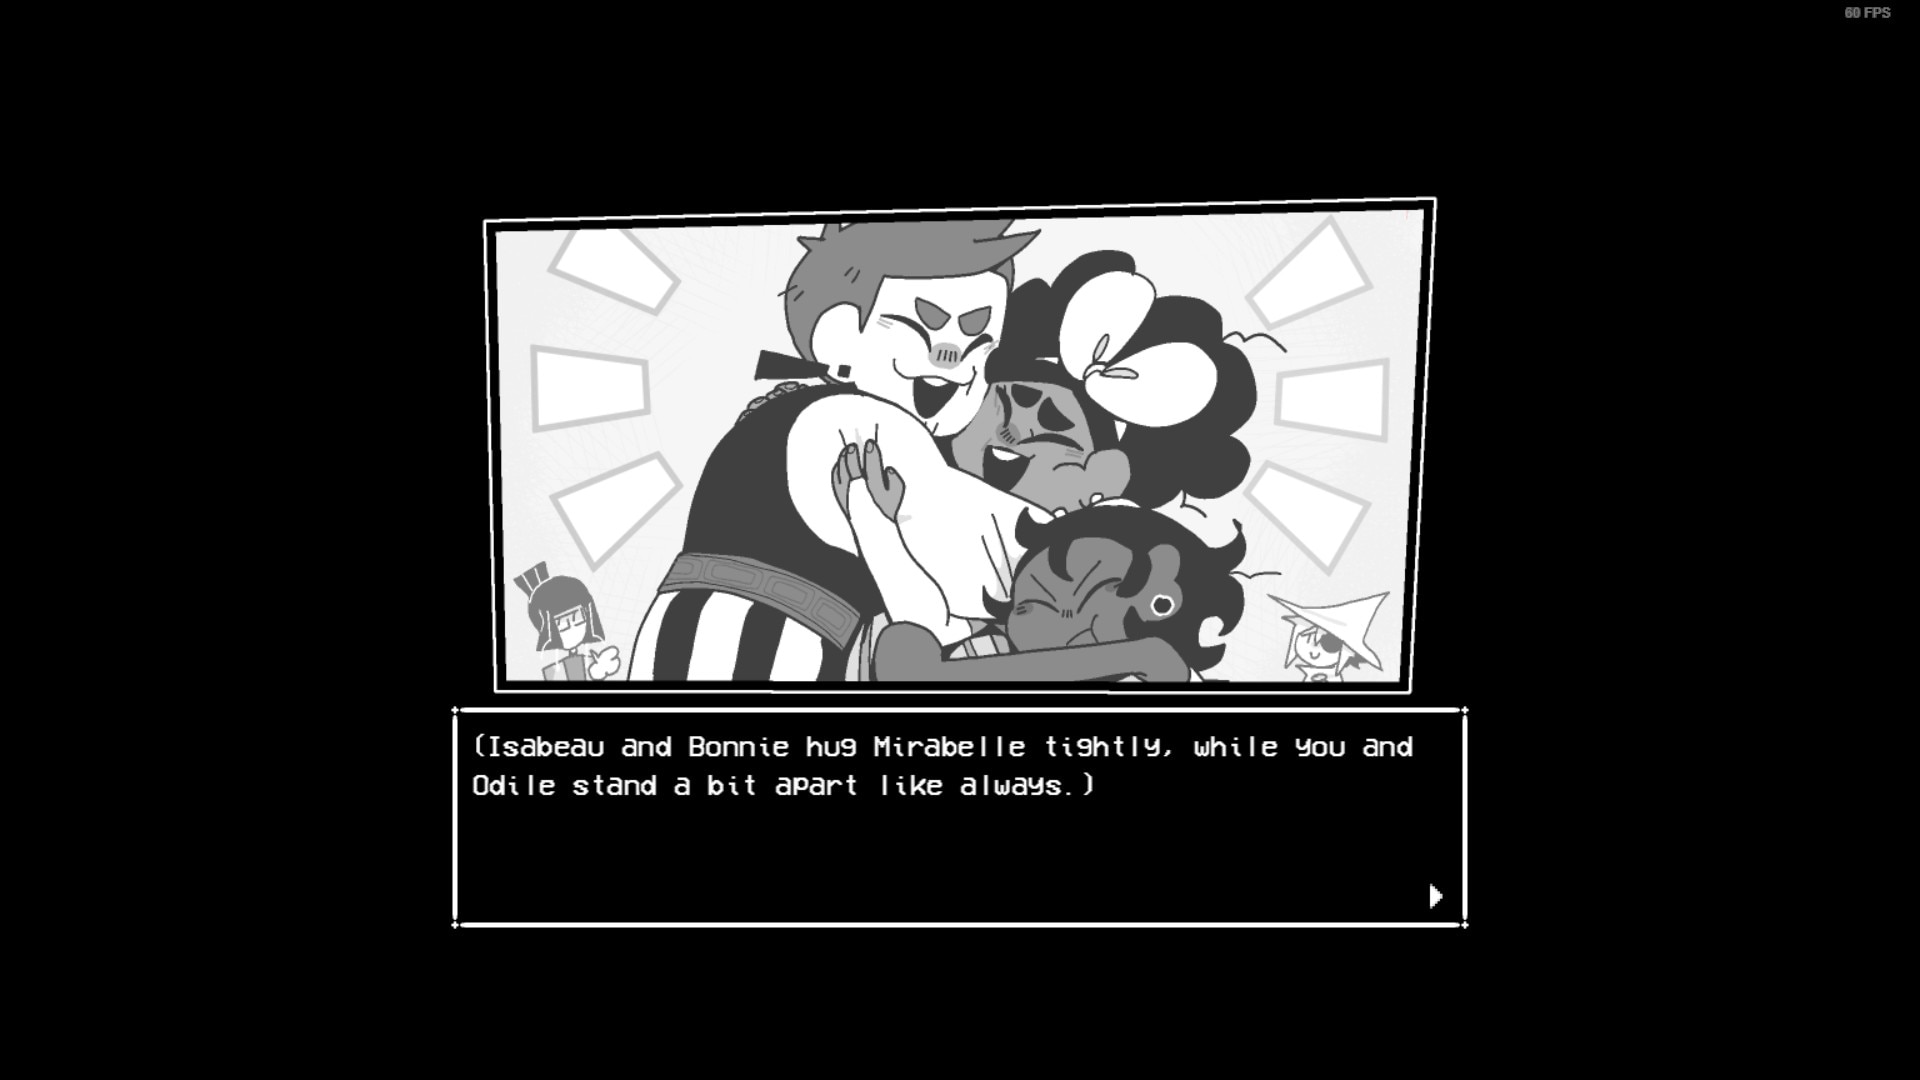 60 FPS
(Isabeau and Bonnie hug Mirabelle tightly, while you and
Odile stand a bit apart like always.)